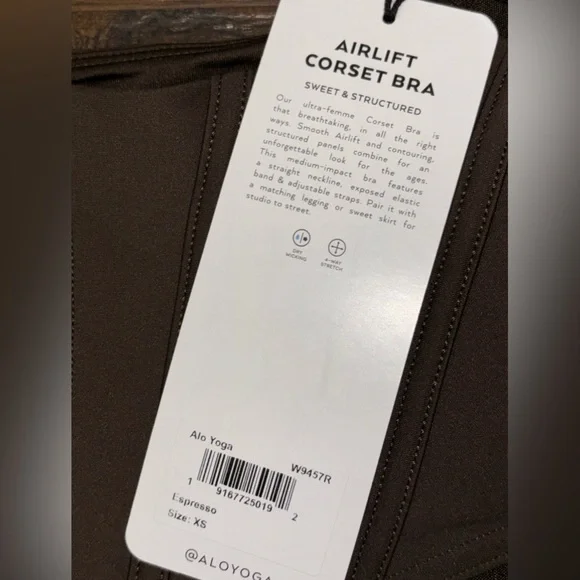 AIRLIFT
CORSET BRA
SWEET & STRUCTURED
Our ultra-femme Corset Bra is
that breathtaking, in all the right
ways. Smooth Airlift and contouring,
structured panels combine for an
unforgettable look for the ages.
This medium-impact bra features
a straight neckline, exposed elastic
band & adjustable straps. Pair it with
a matching legging or sweet skirt for
studio to street.
DRY
WICKING
4-WAY
STRETCH
Alo Yoga
W9457R
1 9167725019 2
Espresso
Size: XS
@ALOYOGA